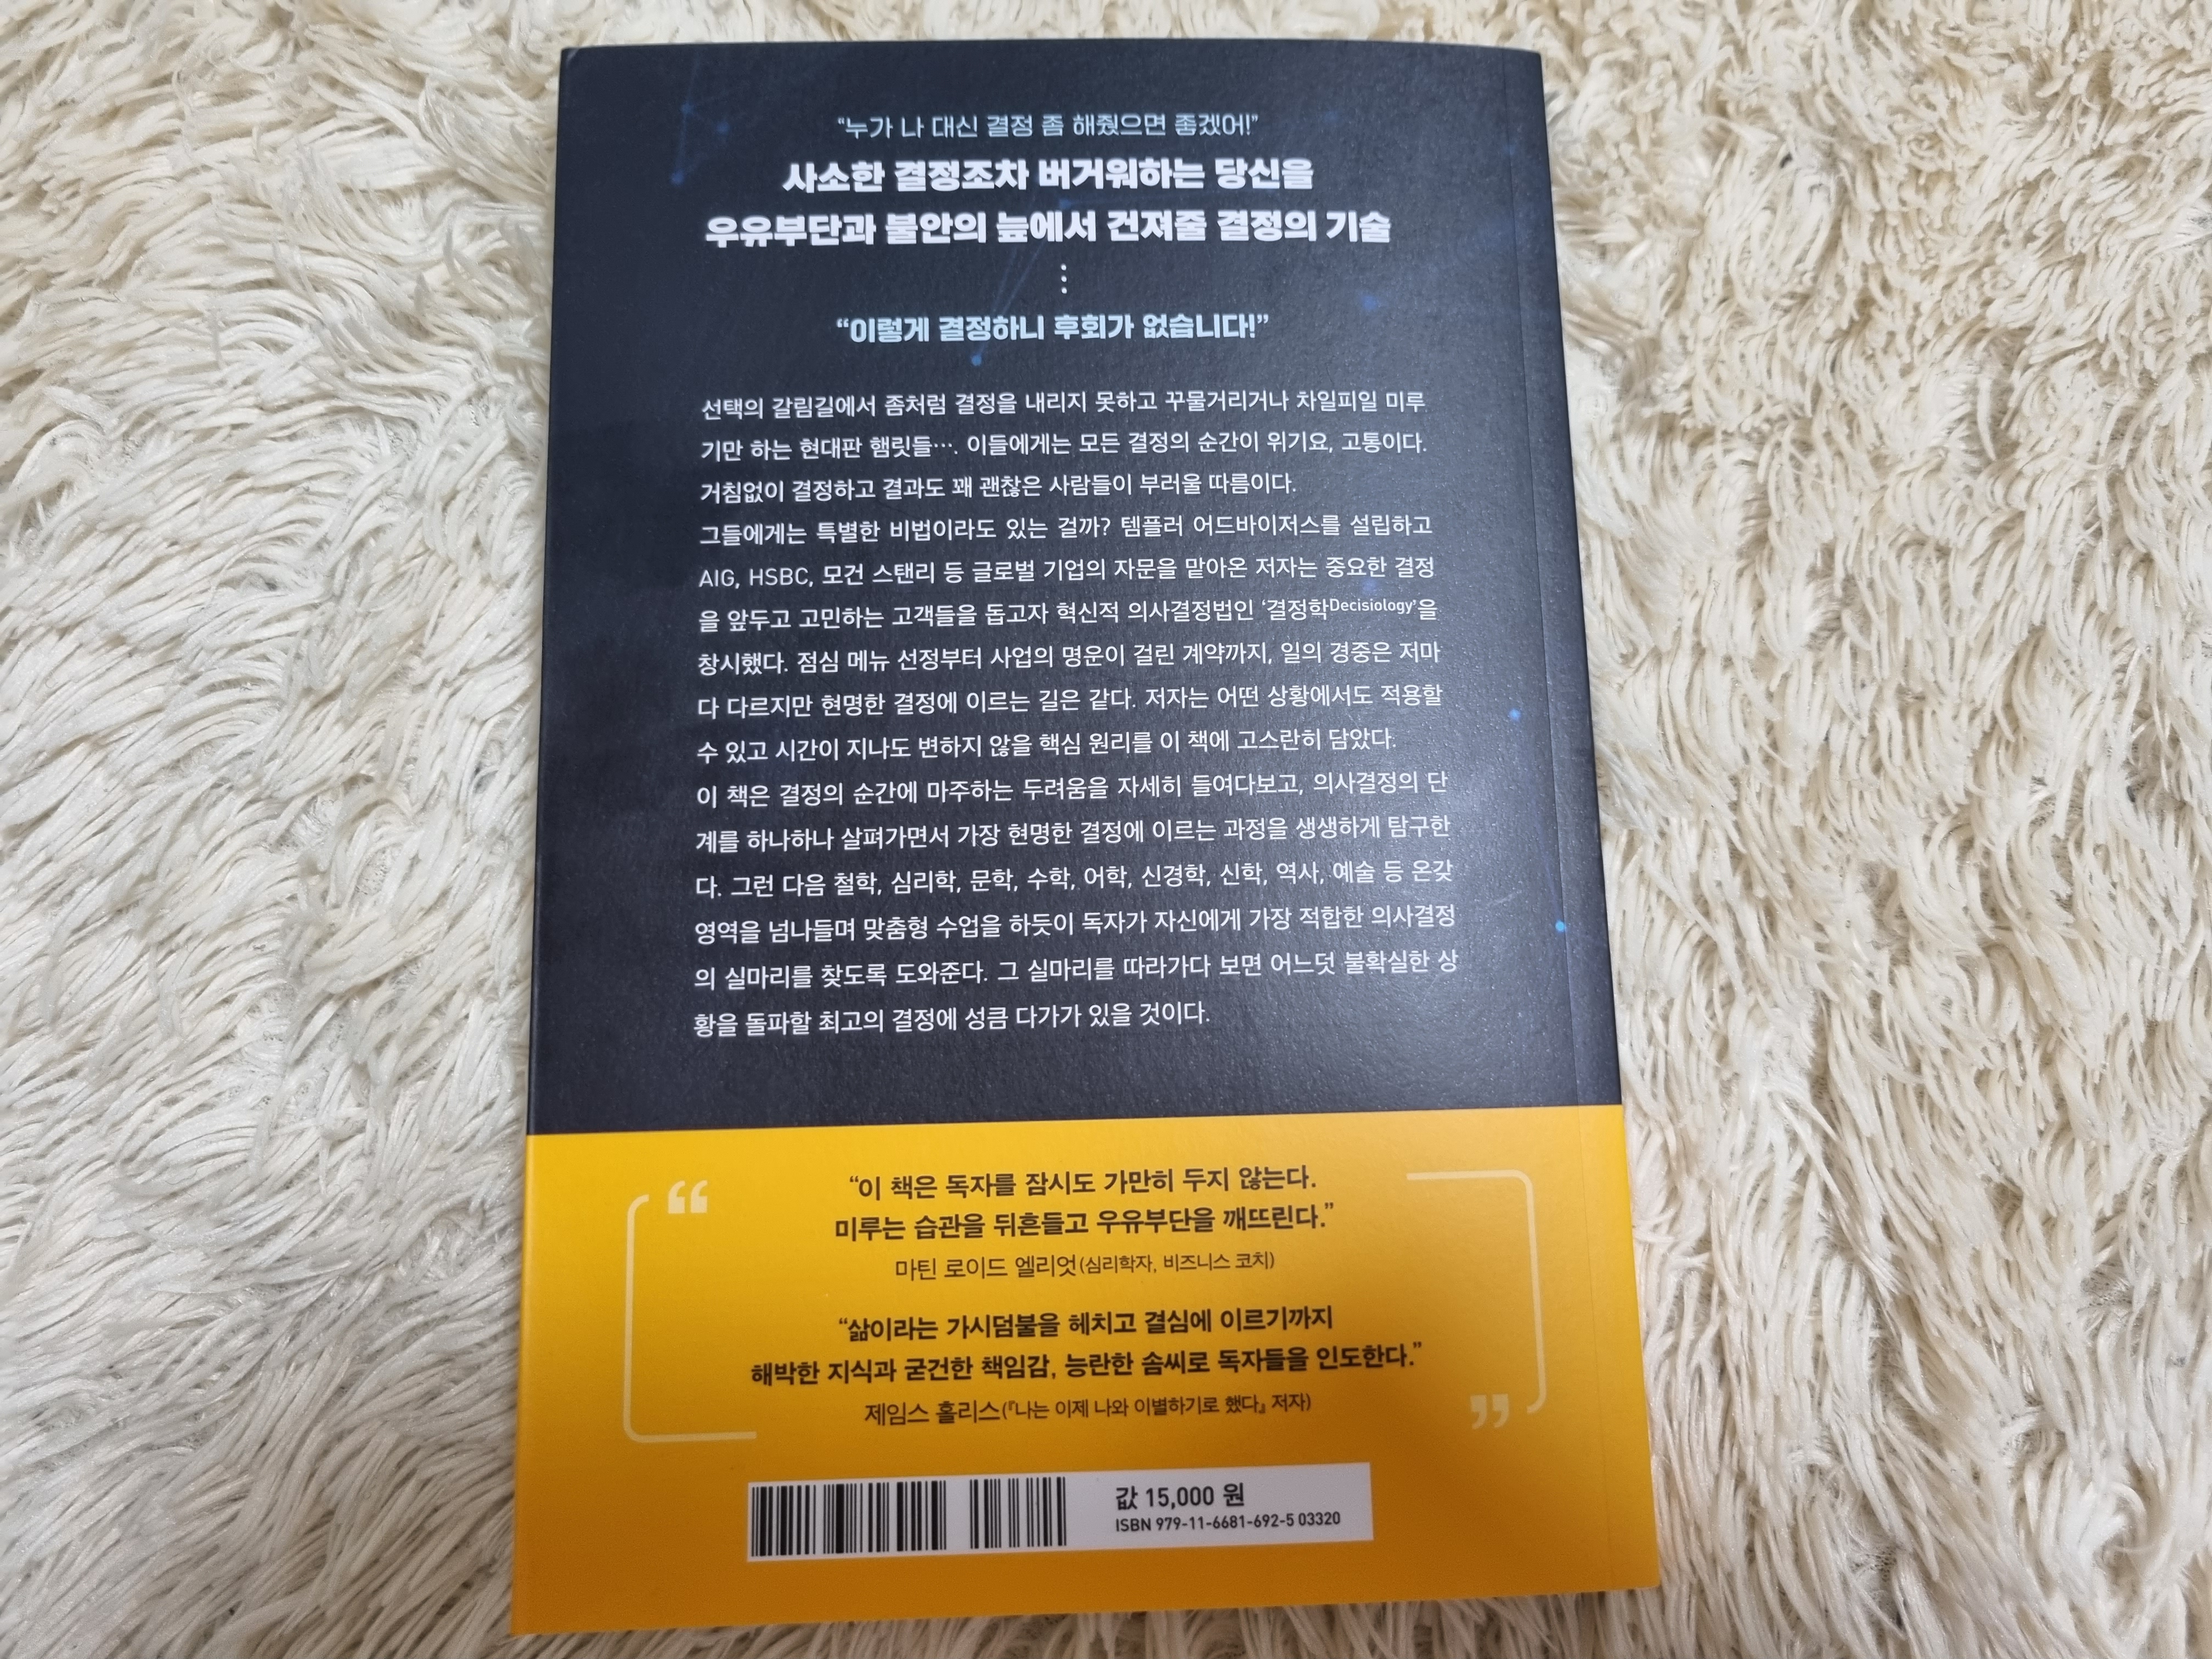 “누가 나 대신 결정 좀 해줬으면 좋겠어!”
사소한 결정조차 버거워하는 당신을
우유부단과 불안의 늪에서 건져줄 결정의 기술
“이렇게 결정하니 후회가 없습니다!”
선택의 갈림길에서 좀처럼 결정을 내리지 못하고 꾸물거리거나 차일피일 미루
기만 하는 현대판 햄릿들…. 이들에게는 모든 결정의 순간이 위기요, 고통이다.
거침없이 결정하고 결과도 꽤 괜찮은 사람들이 부러울 따름이다.
그들에게는 특별한 비법이라도 있는 걸까? 템플러 어드바이저스를 설립하고
AIG, HSBC, 모건 스탠리 등 글로벌 기업의 자문을 맡아온 저자는 중요한 결정
을 앞두고 고민하는 고객들을 돕고자 혁신적 의사결정법인 ‘결정학Decisiology’을
창시했다. 점심 메뉴 선정부터 사업의 명운이 걸린 계약까지, 일의 경중은 저마
다 다르지만 현명한 결정에 이르는 길은 같다. 저자는 어떤 상황에서도 적용할
수 있고 시간이 지나도 변하지 않을 핵심 원리를 이 책에 고스란히 담았다.
이 책은 결정의 순간에 마주하는 두려움을 자세히 들여다보고, 의사결정의 단
계를 하나하나 살펴가면서 가장 현명한 결정에 이르는 과정을 생생하게 탐구한
다. 그런 다음 철학, 심리학, 문학, 수학, 어학, 신경학, 신학, 역사, 예술 등 온갖
영역을 넘나들며 맞춤형 수업을 하듯이 독자가 자신에게 가장 적합한 의사결정
의 실마리를 찾도록 도와준다. 그 실마리를 따라가다 보면 어느덧 불확실한 상
황을 돌파할 최고의 결정에 성큼 다가가 있을 것이다.
“이 책은 독자를 잠시도 가만히 두지 않는다.
미루는 습관을 뒤흔들고 우유부단을 깨뜨린다.”
마틴 로이드 엘리엇(심리학자, 비즈니스 코치)
“삶이라는 가시덤불을 헤치고 결심에 이르기까지
해박한 지식과 굳건한 책임감, 능란한 솜씨로 독자들을 인도한다.”
제임스 홀리스(『나는 이제 나와 이별하기로 했다』 저자)
값 15,000 원
ISBN 979-11-6681-692-5 03320